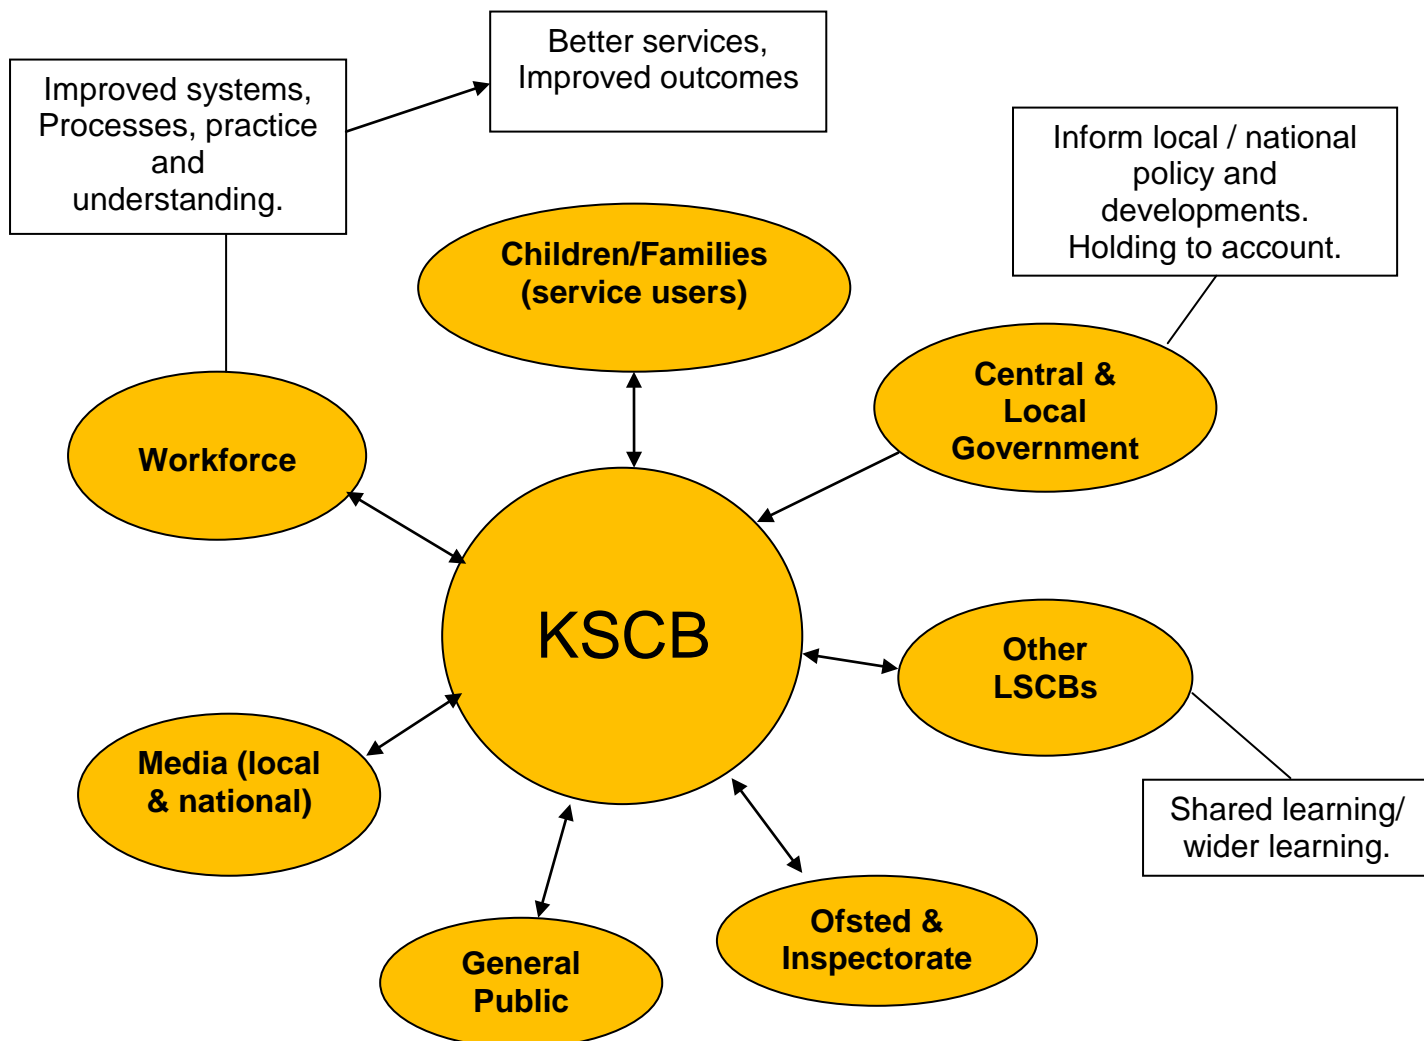 Better services,
Improved outcomes
Improved systems,
Processes, practice
and
understanding.
Inform local / national
policy and
developments.
Holding to account.
Children/Families
(service users)
Central &
Local
Government
Workforce
KSCB
Other
LSCBs
Media (local
& national)
Shared learning/
wider learning.
Ofsted &
Inspectorate
General
Public